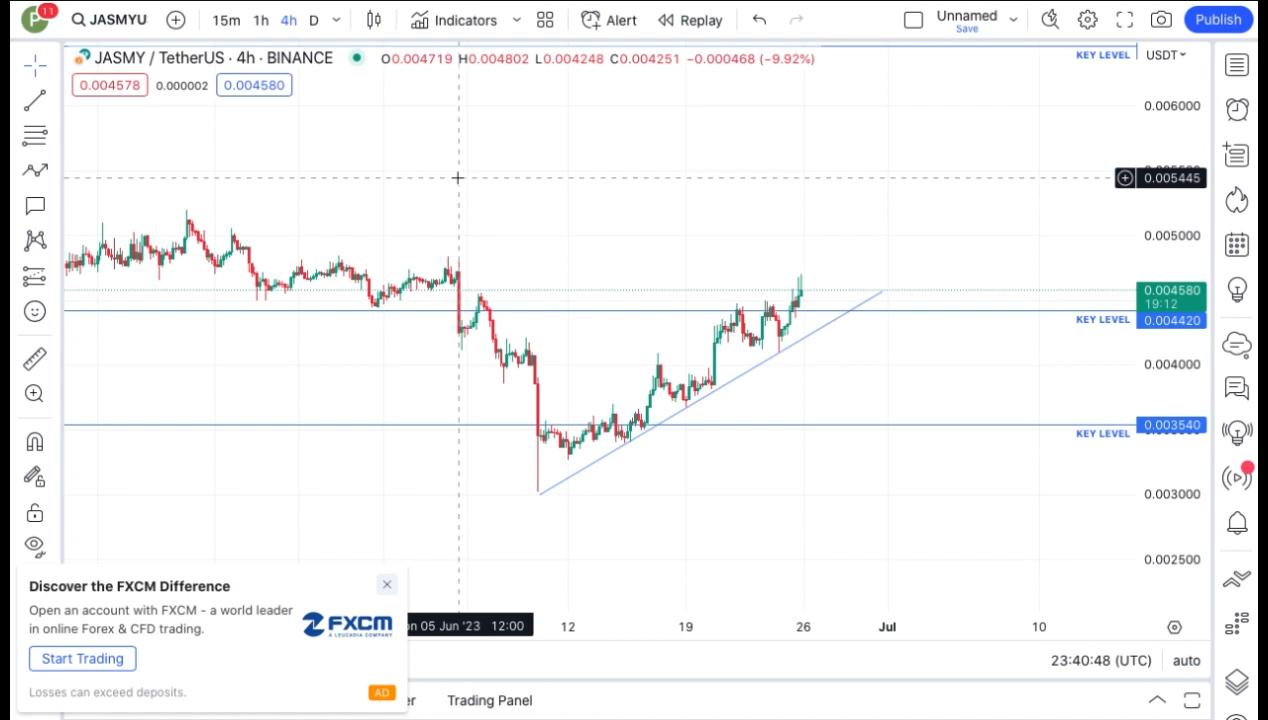 P 11 JASMYU 15m 1h 4h D Indicators Alert Replay Unnamed Save Publish
JASMY / TetherUS · 4h · BINANCE O0.004719 H0.004802 L0.004248 C0.004251 −0.000468 (−9.92%) KEY LEVEL USDT
0.004578 0.000002 0.004580
0.006000
0.005445
0.005000
0.004580
19:12
KEY LEVEL 0.004420
0.004000
0.003540
KEY LEVEL
0.003000
0.002500
Discover the FXCM Difference
Open an account with FXCM - a world leader
in online Forex & CFD trading.
FXCM
A LEUCADIA COMPANY
Start Trading
Losses can exceed deposits. AD
05 Jun '23 12:00 12 19 26 Jul 10
23:40:48 (UTC) auto
Trading Panel